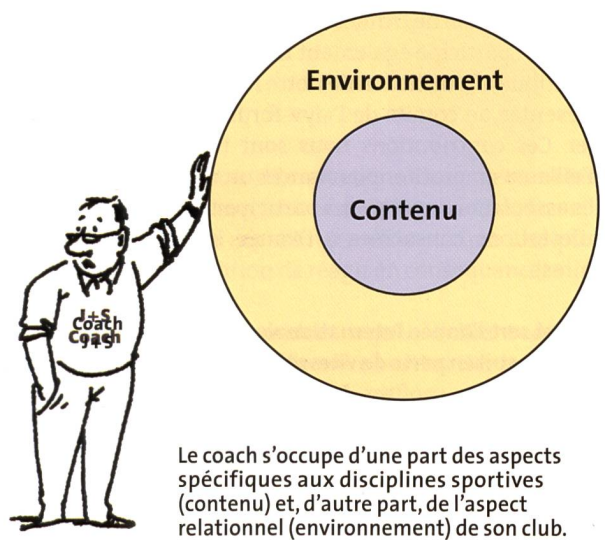 Environnement
Contenu
J+S
Coach
Coach
Le coach s'occupe d'une part des aspects
spécifiques aux disciplines sportives
(contenu) et, d'autre part, de l'aspect
relationnel (environnement) de son club.